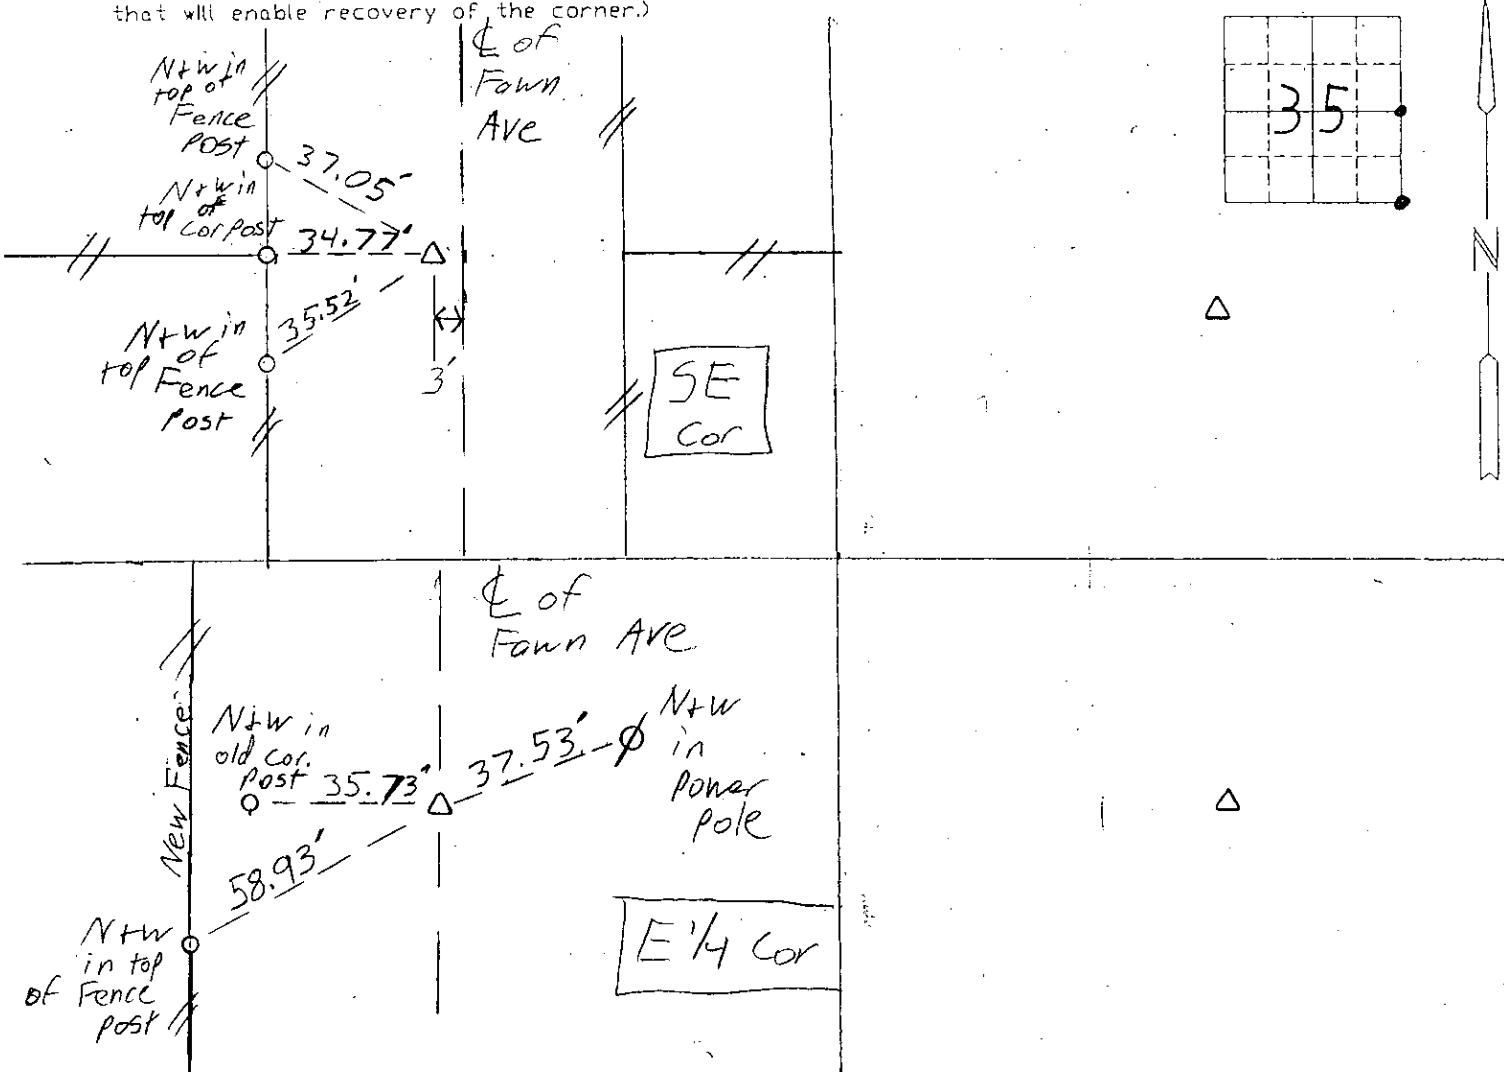 that will enable recovery of the corner.)
℄ of
Fawn
Ave
N+W in
top of
Fence
Post
37.05'
N+W in
top of
Cor Post
34.77'
35.52'
N+W in
top of
Fence
Post
3'
SE
Cor
35
N
℄ of
Fawn Ave
New Fence
N+W in
old cor.
Post
35.73'
37.53'
N+W
in
Power
Pole
58.93'
N+W
in top
of Fence
post
E 1/4 Cor